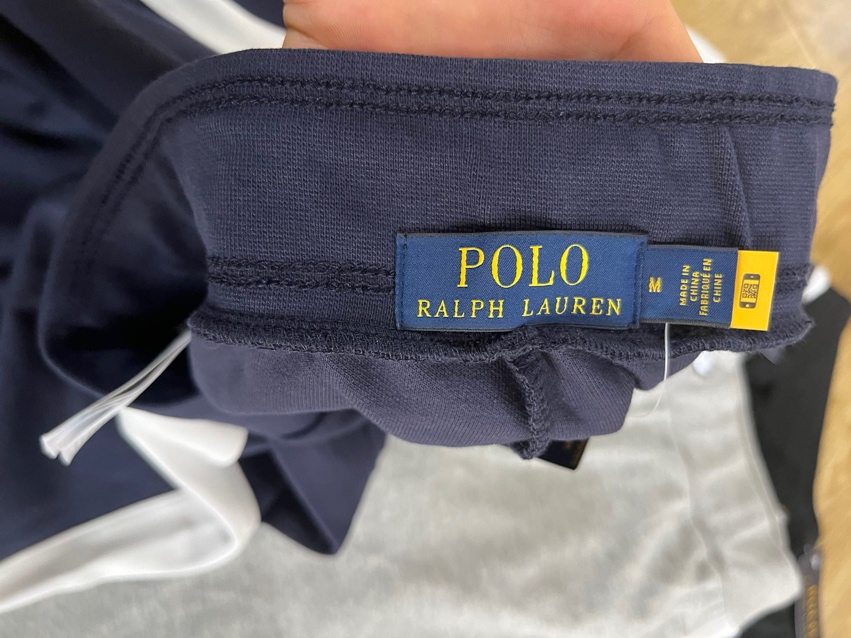 POLO
RALPH LAUREN
M
MADE IN
CHINA
FABRIQUÉ EN
CHINE